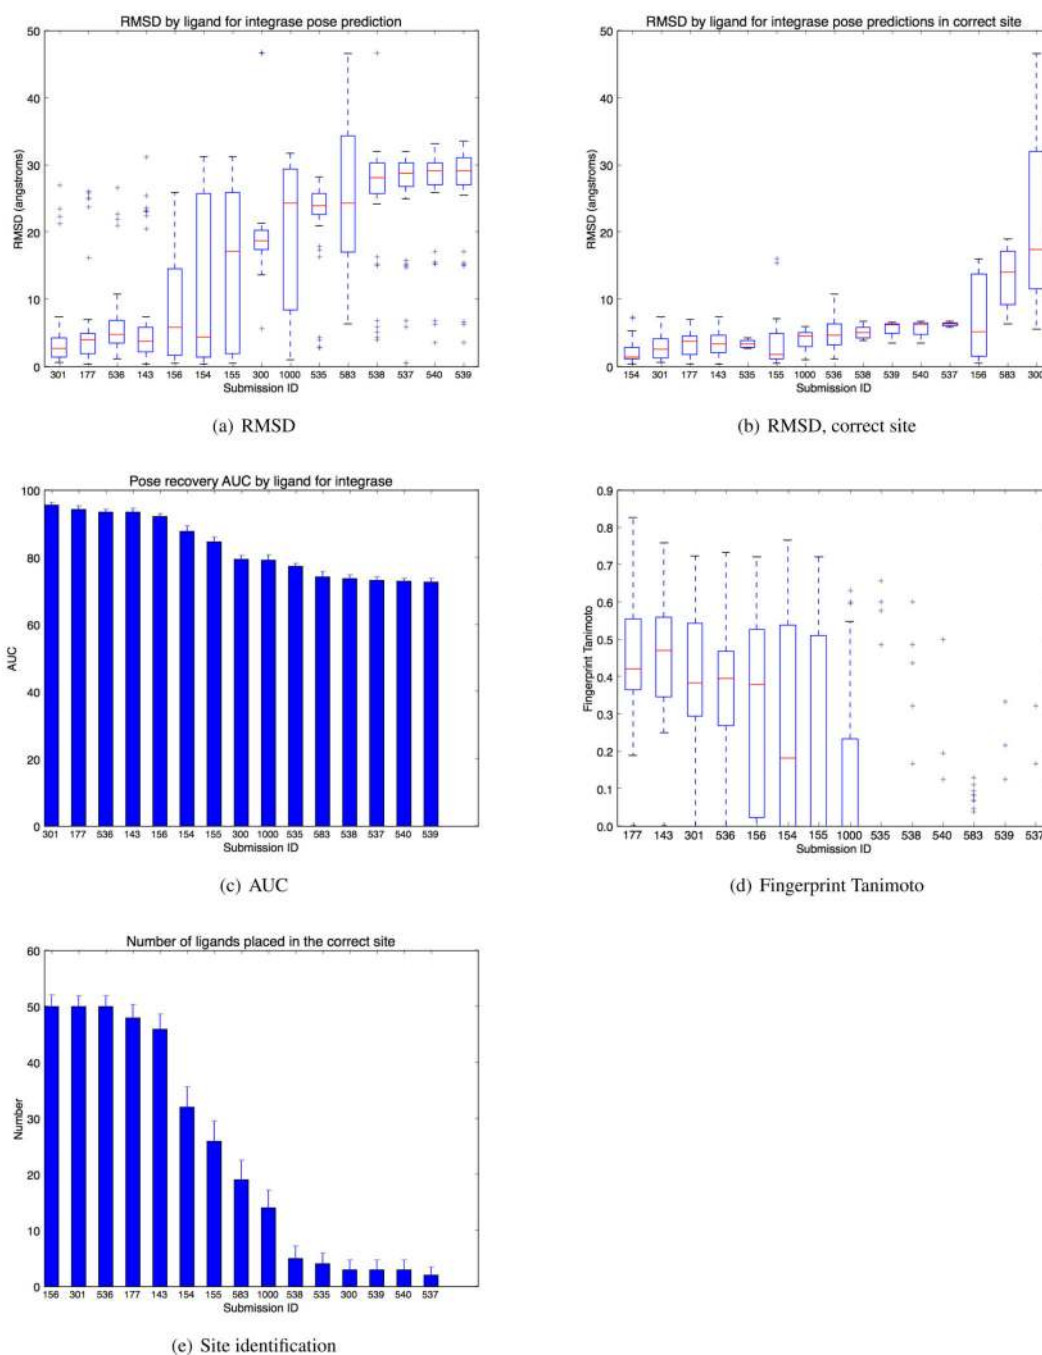 RMSD by ligand for integrase pose prediction
50
40
30
20
10
0
RMSD (angstroms)
301 177 536 143 156 154 155 300 1000 535 583 538 537 540 539
Submission ID
(a) RMSD
RMSD by ligand for integrase pose predictions in correct site
50
40
30
20
10
0
RMSD (angstroms)
154 301 177 143 535 155 1000 536 538 539 540 537 156 583 300
Submission ID
(b) RMSD, correct site
Pose recovery AUC by ligand for integrase
100
80
60
40
20
0
AUC
301 177 536 143 156 154 155 300 1000 535 583 538 537 540 539
Submission ID
(c) AUC
0.9
0.8
0.7
0.6
0.5
0.4
0.3
0.2
0.1
0.0
Fingerprint Tanimoto
177 143 301 536 156 154 155 1000 535 538 540 583 539 537
Submission ID
(d) Fingerprint Tanimoto
Number of ligands placed in the correct site
60
50
40
30
20
10
0
Number
156 301 536 177 143 154 155 583 1000 538 535 300 539 540 537
Submission ID
(e) Site identification